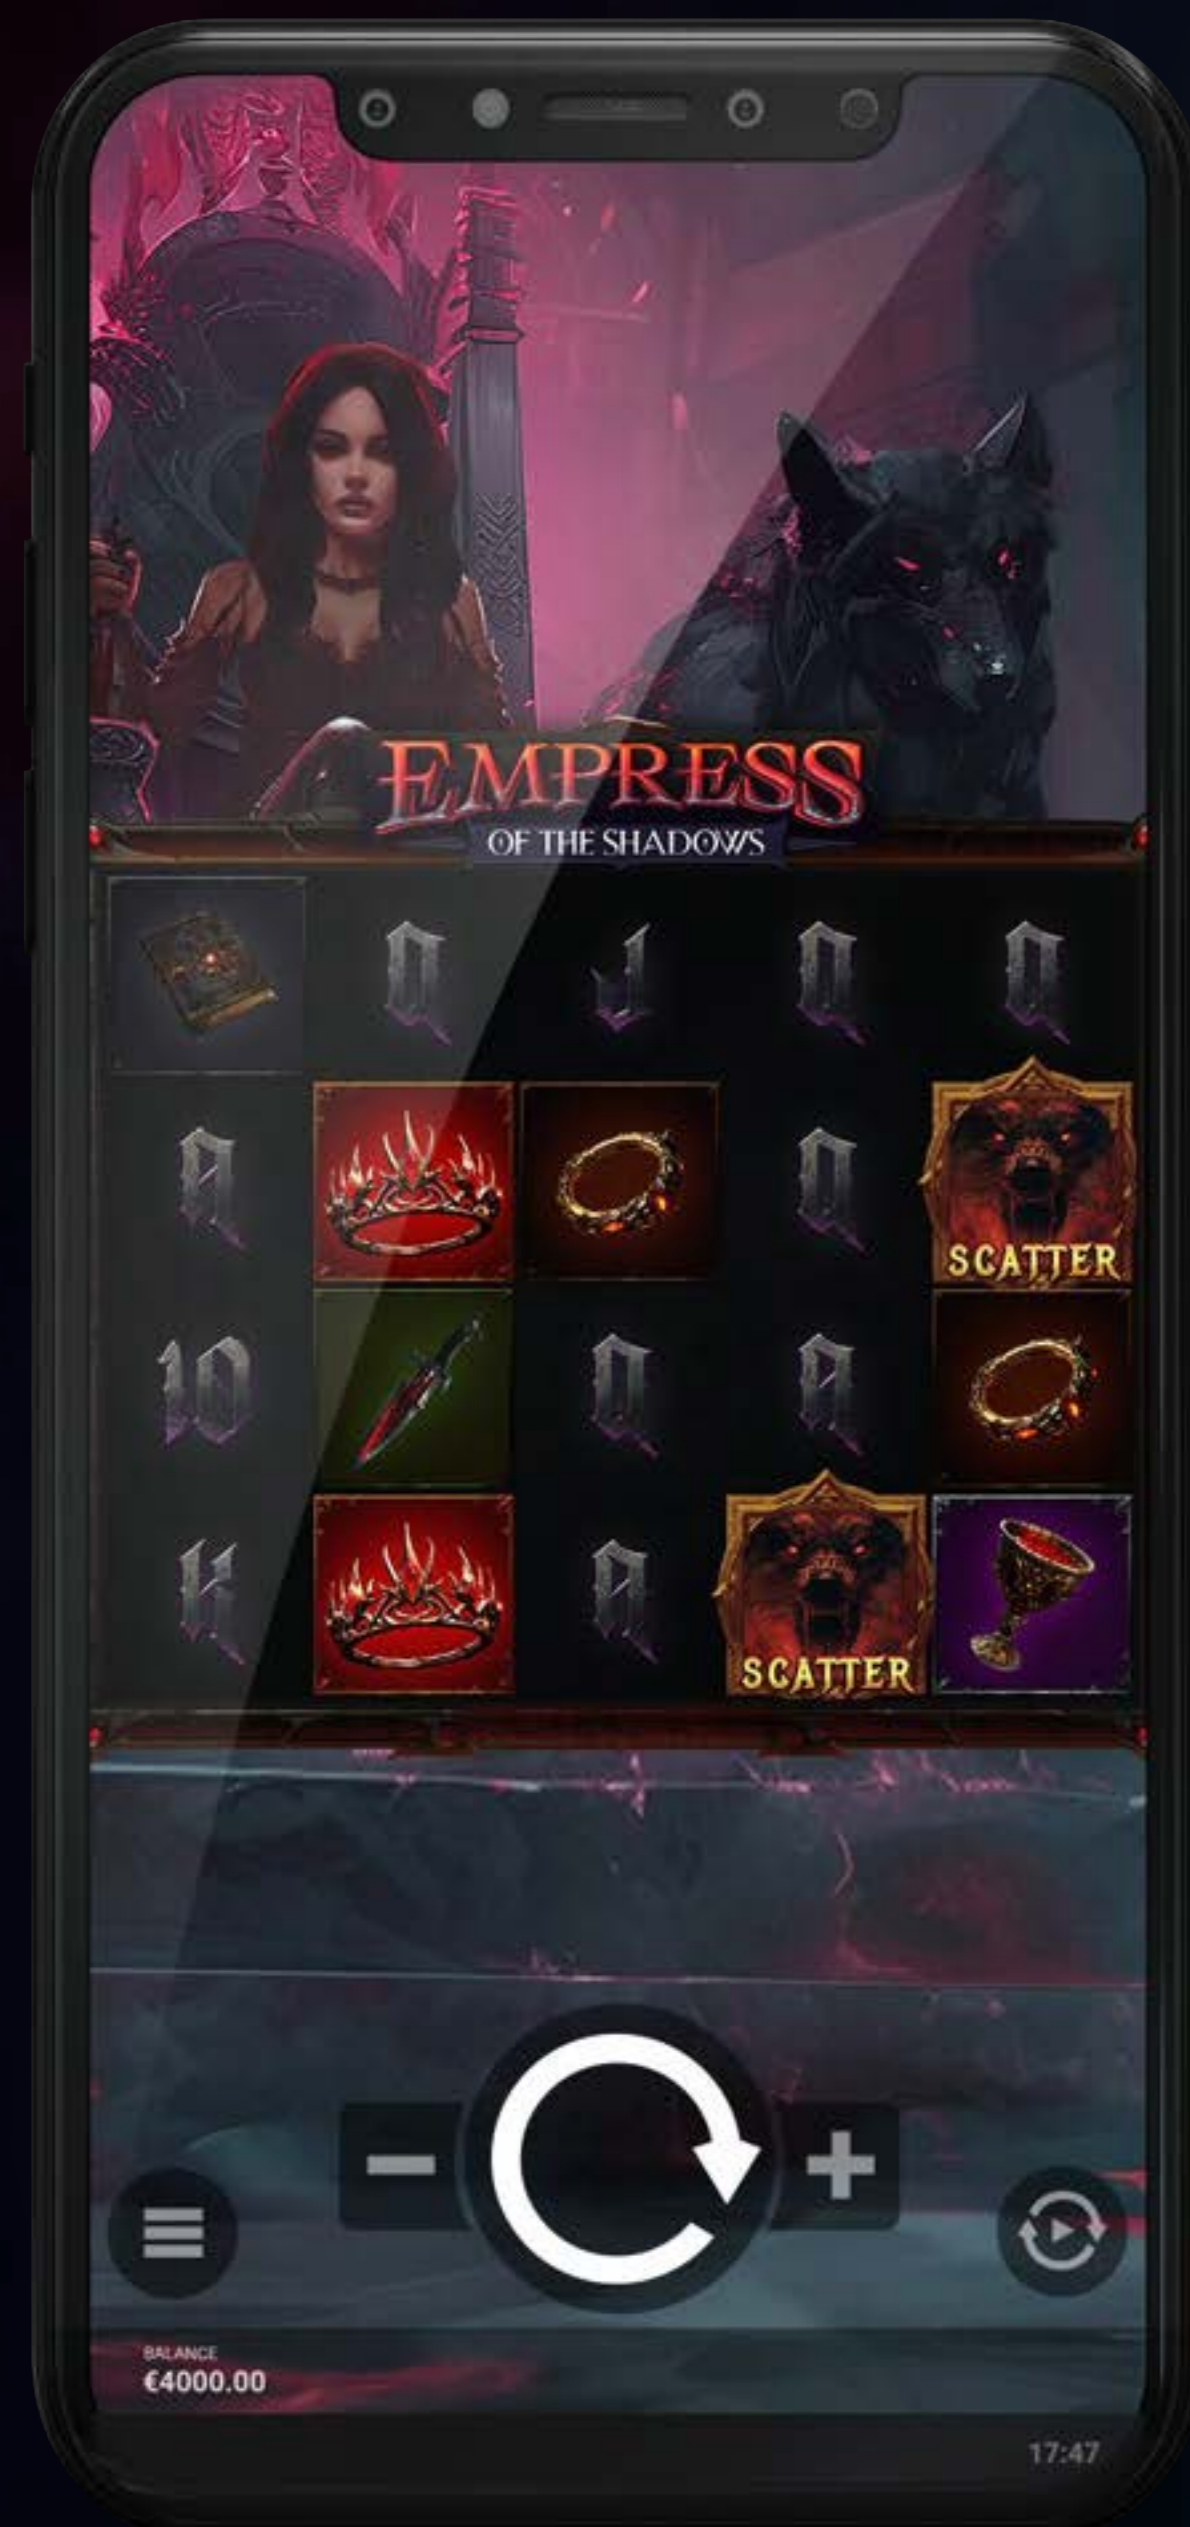 EMPRESS
OF THE SHADOWS
Q J Q Q
A Q SCATTER
10 Q A
K A SCATTER
BALANCE
€4000.00
17:47